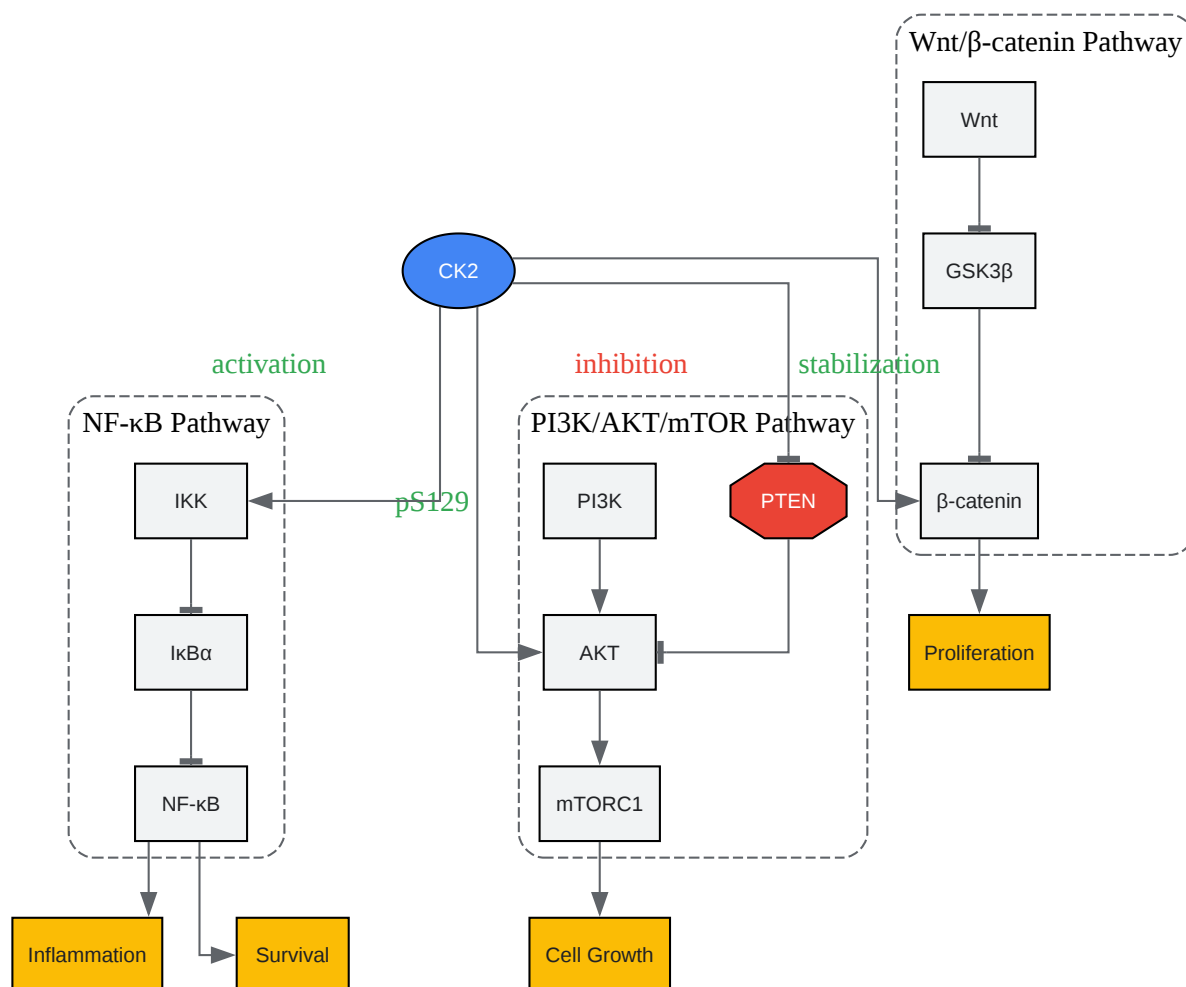 Wnt/β-catenin Pathway
Wnt
CK2
GSK3β
activation
inhibition
stabilization
NF-κB Pathway
PI3K/AKT/mTOR Pathway
IKK
pS129
PI3K
PTEN
β-catenin
IκBα
AKT
Proliferation
NF-κB
mTORC1
Inflammation
Survival
Cell Growth